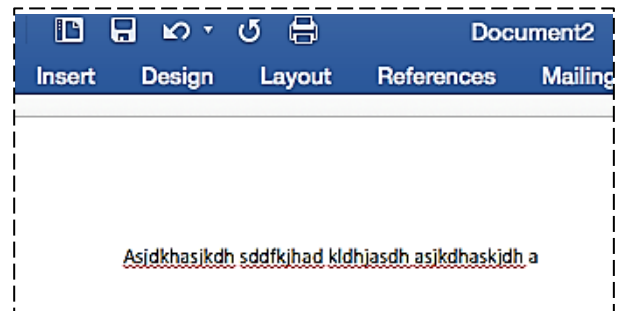 Document2
Insert Design Layout References Mailing
Asjdkhasjkdh sddfkjhad kldhjasdh asjkdhaskjdh a